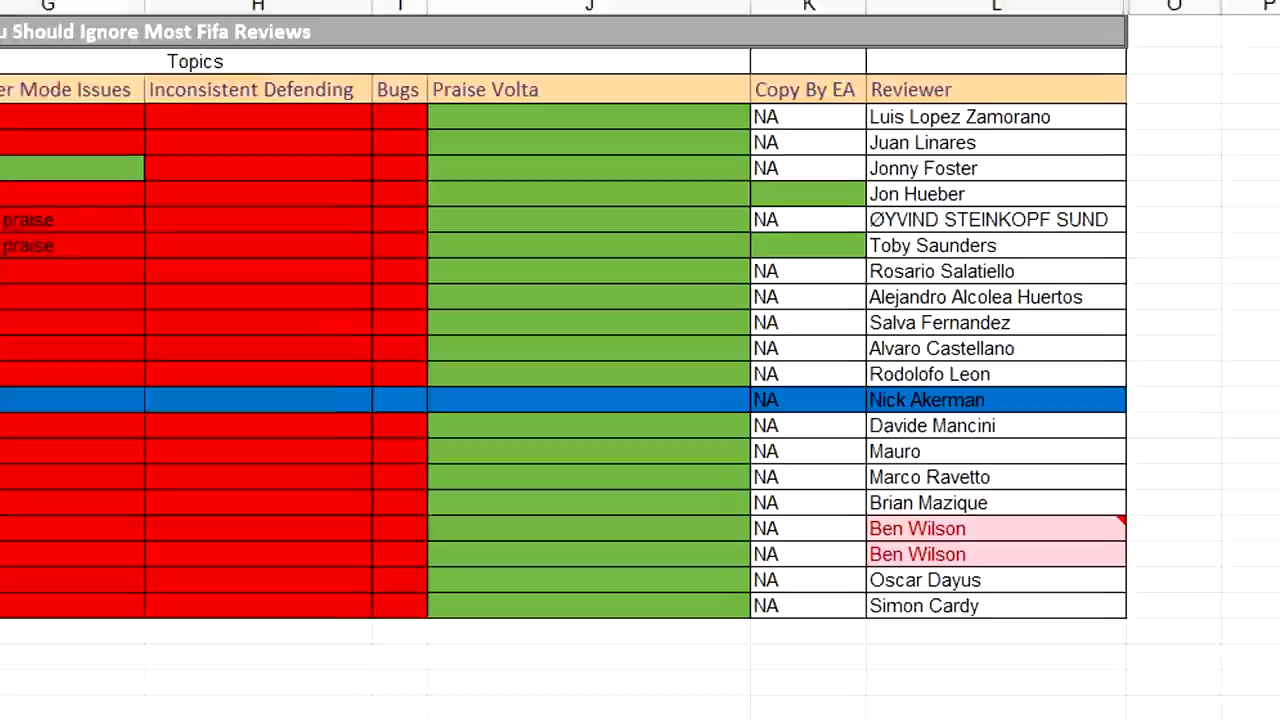 G H I J K L O P
u Should Ignore Most Fifa Reviews
Topics
er Mode Issues Inconsistent Defending Bugs Praise Volta Copy By EA Reviewer
NA Luis Lopez Zamorano
NA Juan Linares
NA Jonny Foster
Jon Hueber
praise NA ØYVIND STEINKOPF SUND
praise Toby Saunders
NA Rosario Salatiello
NA Alejandro Alcolea Huertos
NA Salva Fernandez
NA Alvaro Castellano
NA Rodolofo Leon
NA Nick Akerman
NA Davide Mancini
NA Mauro
NA Marco Ravetto
NA Brian Mazique
NA Ben Wilson
NA Ben Wilson
NA Oscar Dayus
NA Simon Cardy